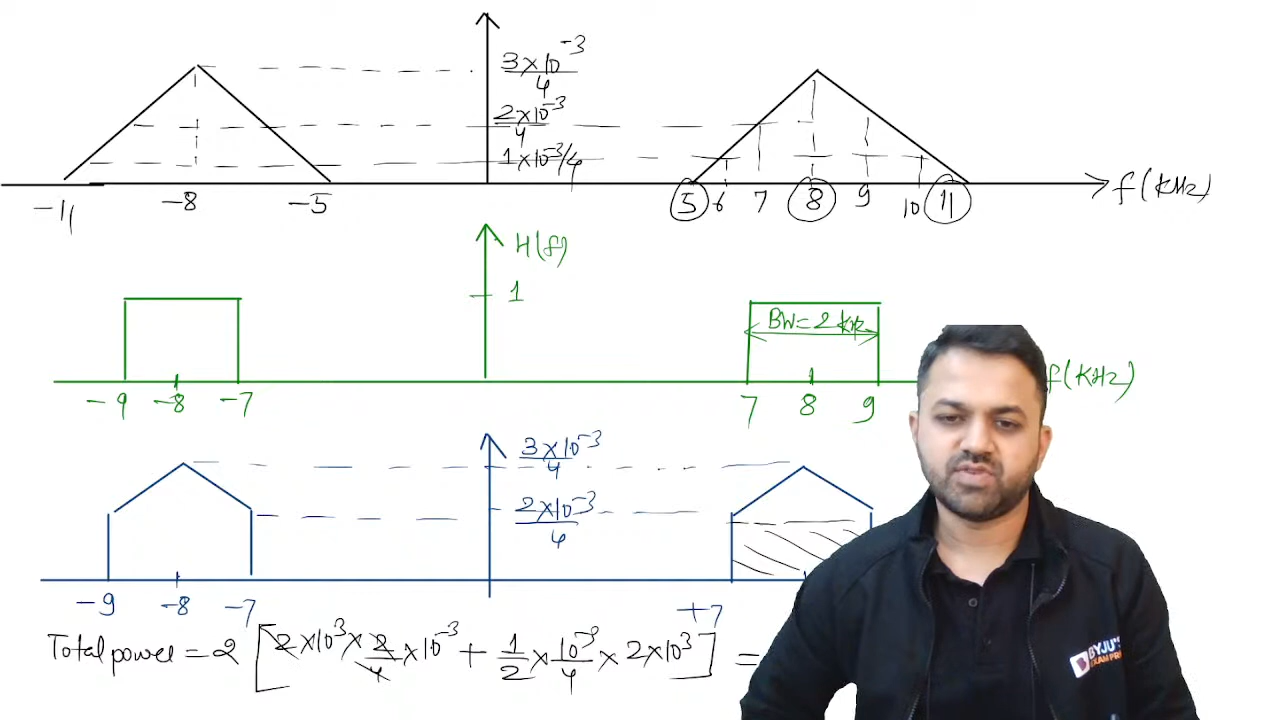 3×10⁻³/4
2×10⁻³/4
1×10⁻³/4
-11 -8 -5 5 6 7 8 9 10 11 f(KHz)
H(f)
1
BW=2 KHz
-9 -8 -7 7 8 9 f(KHz)
3×10⁻³/4
2×10⁻³/4
-9 -8 -7 +7
Total power = 2 [2×10³×2/4×10⁻³ + 1/2×10⁻³/4×2×10³] =
BYJU'S
EXAM PREP